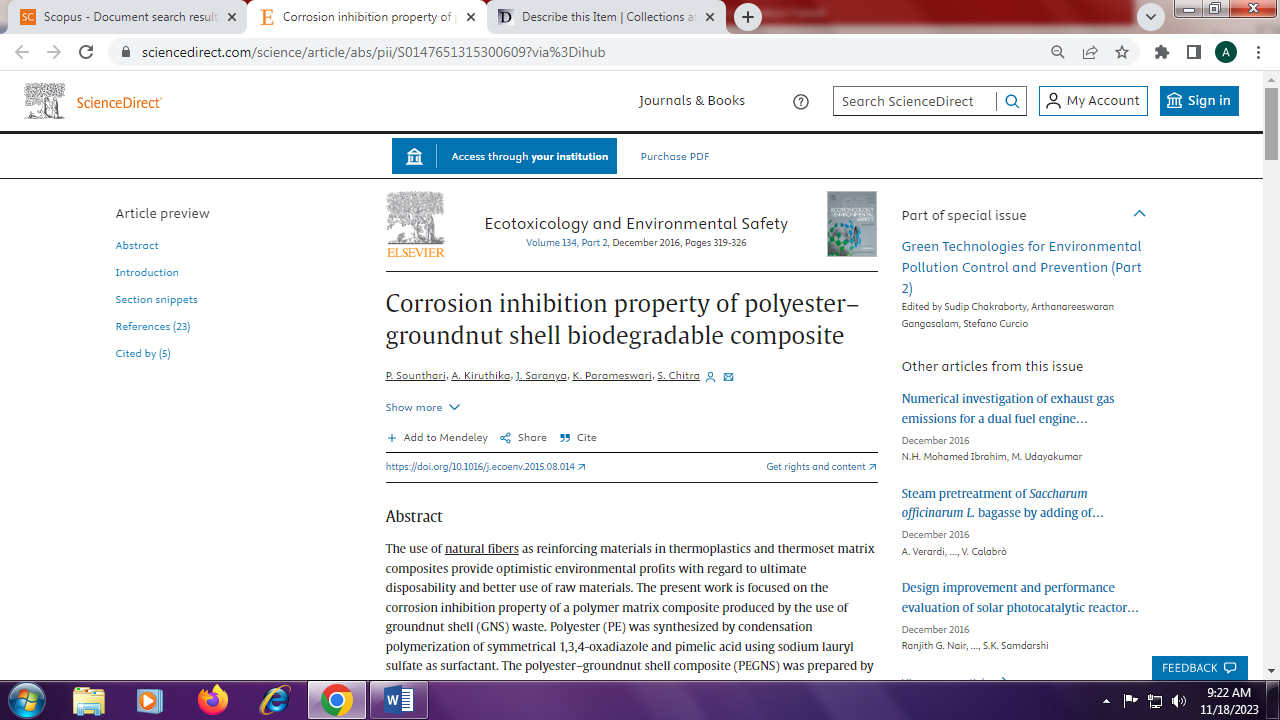 Scopus - Document search result
Corrosion inhibition property of p
Describe this Item | Collections at
sciencedirect.com/science/article/abs/pii/S0147651315300609?via%3Dihub
A
ScienceDirect
Journals & Books
Search ScienceDirect
My Account
Sign in
Access through your institution
Purchase PDF
Article preview
Abstract
Introduction
Section snippets
References (23)
Cited by (5)
ELSEVIER
Ecotoxicology and Environmental Safety
Volume 134, Part 2, December 2016, Pages 319-326
Corrosion inhibition property of polyester–
groundnut shell biodegradable composite
P. Sounthari, A. Kiruthika, J. Saranya, K. Parameswari, S. Chitra
Show more
Add to Mendeley
Share
Cite
https://doi.org/10.1016/j.ecoenv.2015.08.014
Get rights and content
Abstract
The use of natural fibers as reinforcing materials in thermoplastics and thermoset matrix
composites provide optimistic environmental profits with regard to ultimate
disposability and better use of raw materials. The present work is focused on the
corrosion inhibition property of a polymer matrix composite produced by the use of
groundnut shell (GNS) waste. Polyester (PE) was synthesized by condensation
polymerization of symmetrical 1,3,4-oxadiazole and pimelic acid using sodium lauryl
sulfate as surfactant. The polyester–groundnut shell composite (PEGNS) was prepared by
Part of special issue
Green Technologies for Environmental
Pollution Control and Prevention (Part
2)
Edited by Sudip Chakraborty, Arthanareeswaran
Gangasalam, Stefano Curcio
Other articles from this issue
Numerical investigation of exhaust gas
emissions for a dual fuel engine…
December 2016
N.H. Mohamed Ibrahim, M. Udayakumar
Steam pretreatment of Saccharum
officinarum L. bagasse by adding of…
December 2016
A. Verardi, …, V. Calabrò
Design improvement and performance
evaluation of solar photocatalytic reactor…
December 2016
Ranjith G. Nair, …, S.K. Samdarshi
FEEDBACK
9:22 AM
11/18/2023